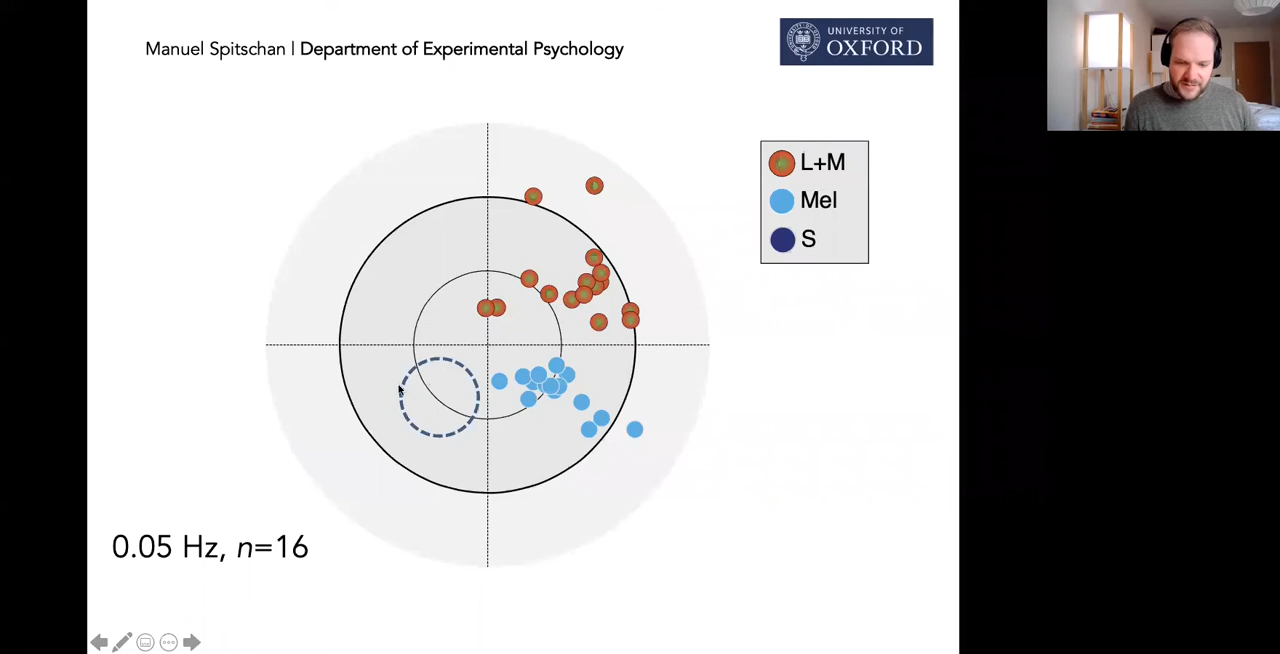 Manuel Spitschan | Department of Experimental Psychology
UNIVERSITY OF
OXFORD
L+M
Mel
S
0.05 Hz, n=16